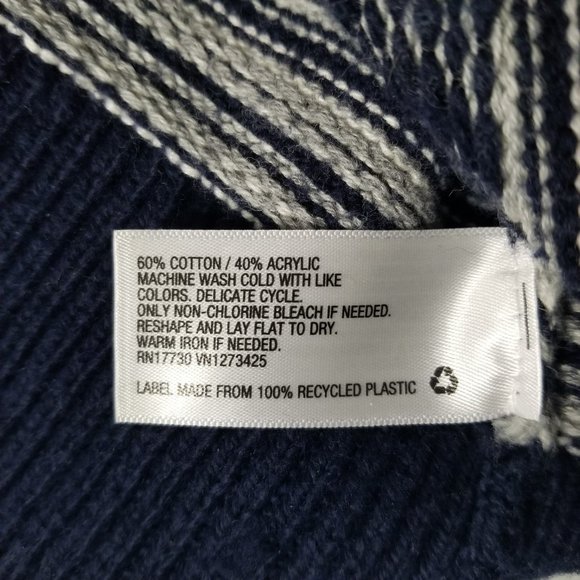 60% COTTON / 40% ACRYLIC
MACHINE WASH COLD WITH LIKE
COLORS. DELICATE CYCLE.
ONLY NON-CHLORINE BLEACH IF NEEDED.
RESHAPE AND LAY FLAT TO DRY.
WARM IRON IF NEEDED.
RN17730 VN1273425
LABEL MADE FROM 100% RECYCLED PLASTIC